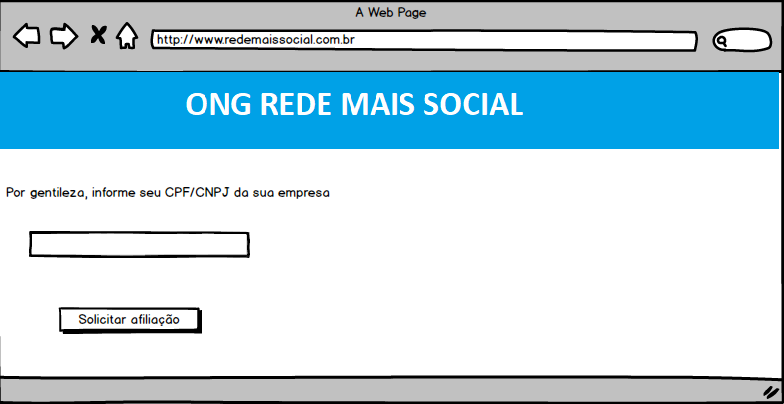 A Web Page
http://www.redemaissocial.com.br
ONG REDE MAIS SOCIAL
Por gentileza, informe seu CPF/CNPJ da sua empresa
Solicitar afiliação